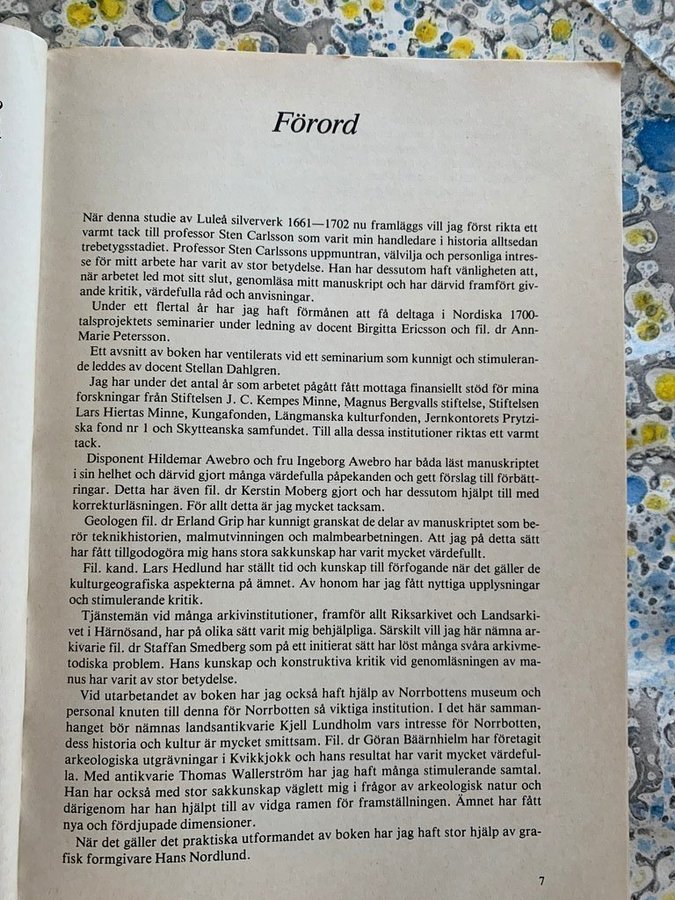 Förord
När denna studie av Luleå silververk 1661—1702 nu framläggs vill jag först rikta ett
varmt tack till professor Sten Carlsson som varit min handledare i historia alltsedan
trebetygsstadiet. Professor Sten Carlssons uppmuntran, välvilja och personliga intres-
se för mitt arbete har varit av stor betydelse. Han har dessutom haft vänligheten att,
när arbetet led mot sitt slut, genomläsa mitt manuskript och har därvid framfört giv-
ande kritik, värdefulla råd och anvisningar.
Under ett flertal år har jag haft förmånen att få deltaga i Nordiska 1700-
talsprojektets seminarier under ledning av docent Birgitta Ericsson och fil. dr Ann-
Marie Petersson.
Ett avsnitt av boken har ventilerats vid ett seminarium som kunnigt och stimuleran-
de leddes av docent Stellan Dahlgren.
Jag har under det antal år som arbetet pågått fått mottaga finansiellt stöd för mina
forskningar från Stiftelsen J. C. Kempes Minne, Magnus Bergvalls stiftelse, Stiftelsen
Lars Hiertas Minne, Kungafonden, Längmanska kulturfonden, Jernkontorets Prytzi-
ska fond nr 1 och Skytteanska samfundet. Till alla dessa institutioner riktas ett varmt
tack.
Disponent Hildemar Awebro och fru Ingeborg Awebro har båda läst manuskriptet
i sin helhet och därvid gjort många värdefulla påpekanden och gett förslag till förbätt-
ringar. Detta har även fil. dr Kerstin Moberg gjort och har dessutom hjälpt till med
korrekturläsningen. För allt detta är jag mycket tacksam.
Geologen fil. dr Erland Grip har kunnigt granskat de delar av manuskriptet som be-
rör teknikhistorien, malmutvinningen och malmbearbetningen. Att jag på detta sätt
har fått tillgodogöra mig hans stora sakkunskap har varit mycket värdefullt.
Fil. kand. Lars Hedlund har ställt tid och kunskap till förfogande när det gäller de
kulturgeografiska aspekterna på ämnet. Av honom har jag fått nyttiga upplysningar
och stimulerande kritik.
Tjänstemän vid många arkivinstitutioner, framför allt Riksarkivet och Landsarki-
vet i Härnösand, har på olika sätt varit mig behjälpliga. Särskilt vill jag här nämna ar-
kivarie fil. dr Staffan Smedberg som på ett initierat sätt har löst många svåra arkivme-
todiska problem. Hans kunskap och konstruktiva kritik vid genomläsningen av ma-
nus har varit av stor betydelse.
Vid utarbetandet av boken har jag också haft hjälp av Norrbottens museum och
personal knuten till denna för Norrbotten så viktiga institution. I det här samman-
hanget bör nämnas landsantikvarie Kjell Lundholm vars intresse för Norrbotten,
dess historia och kultur är mycket smittsam. Fil. dr Göran Bäärnhielm har företagit
arkeologiska utgrävningar i Kvikkjokk och hans resultat har varit mycket värdeful-
la. Med antikvarie Thomas Wallerström har jag haft många stimulerande samtal.
Han har också med stor sakkunskap väglett mig i frågor av arkeologisk natur och
därigenom har han hjälpt till av vidga ramen för framställningen. Ämnet har fått
nya och fördjupade dimensioner.
När det gäller det praktiska utformandet av boken har jag haft stor hjälp av gra-
fisk formgivare Hans Nordlund.
7